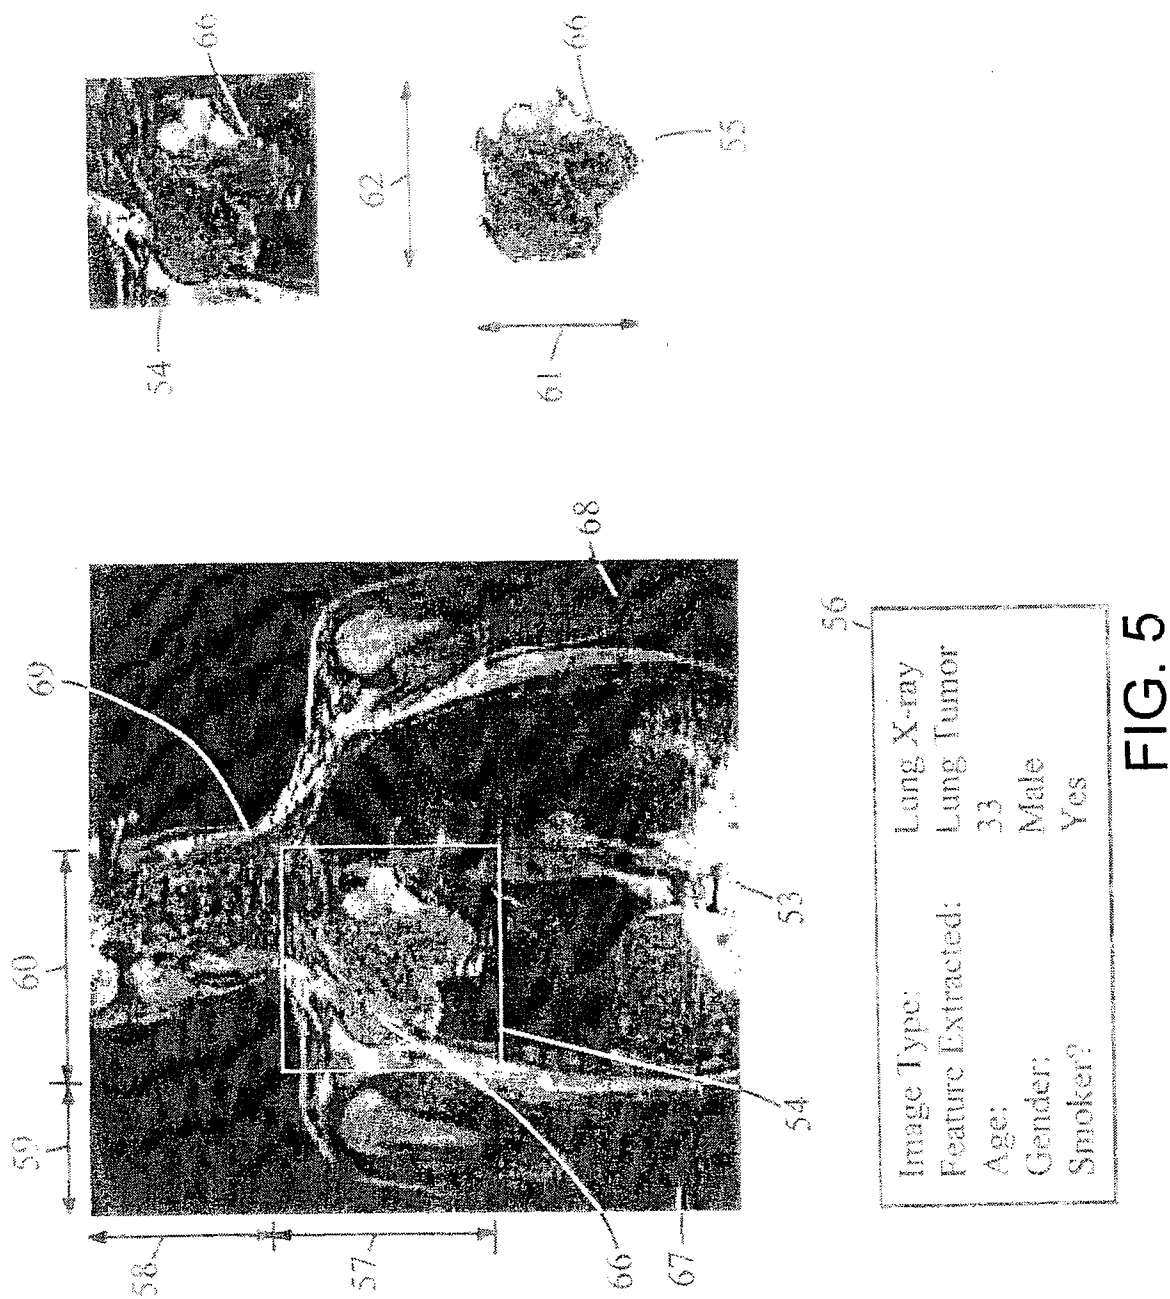 69
60
59
58
57
66
67
54
53
68
54
66
62
66
61
55
56
Image Type: Lung X-ray
Feature Extracted: Lung Tumor
Age: 33
Gender: Male
Smoker? Yes
FIG. 5